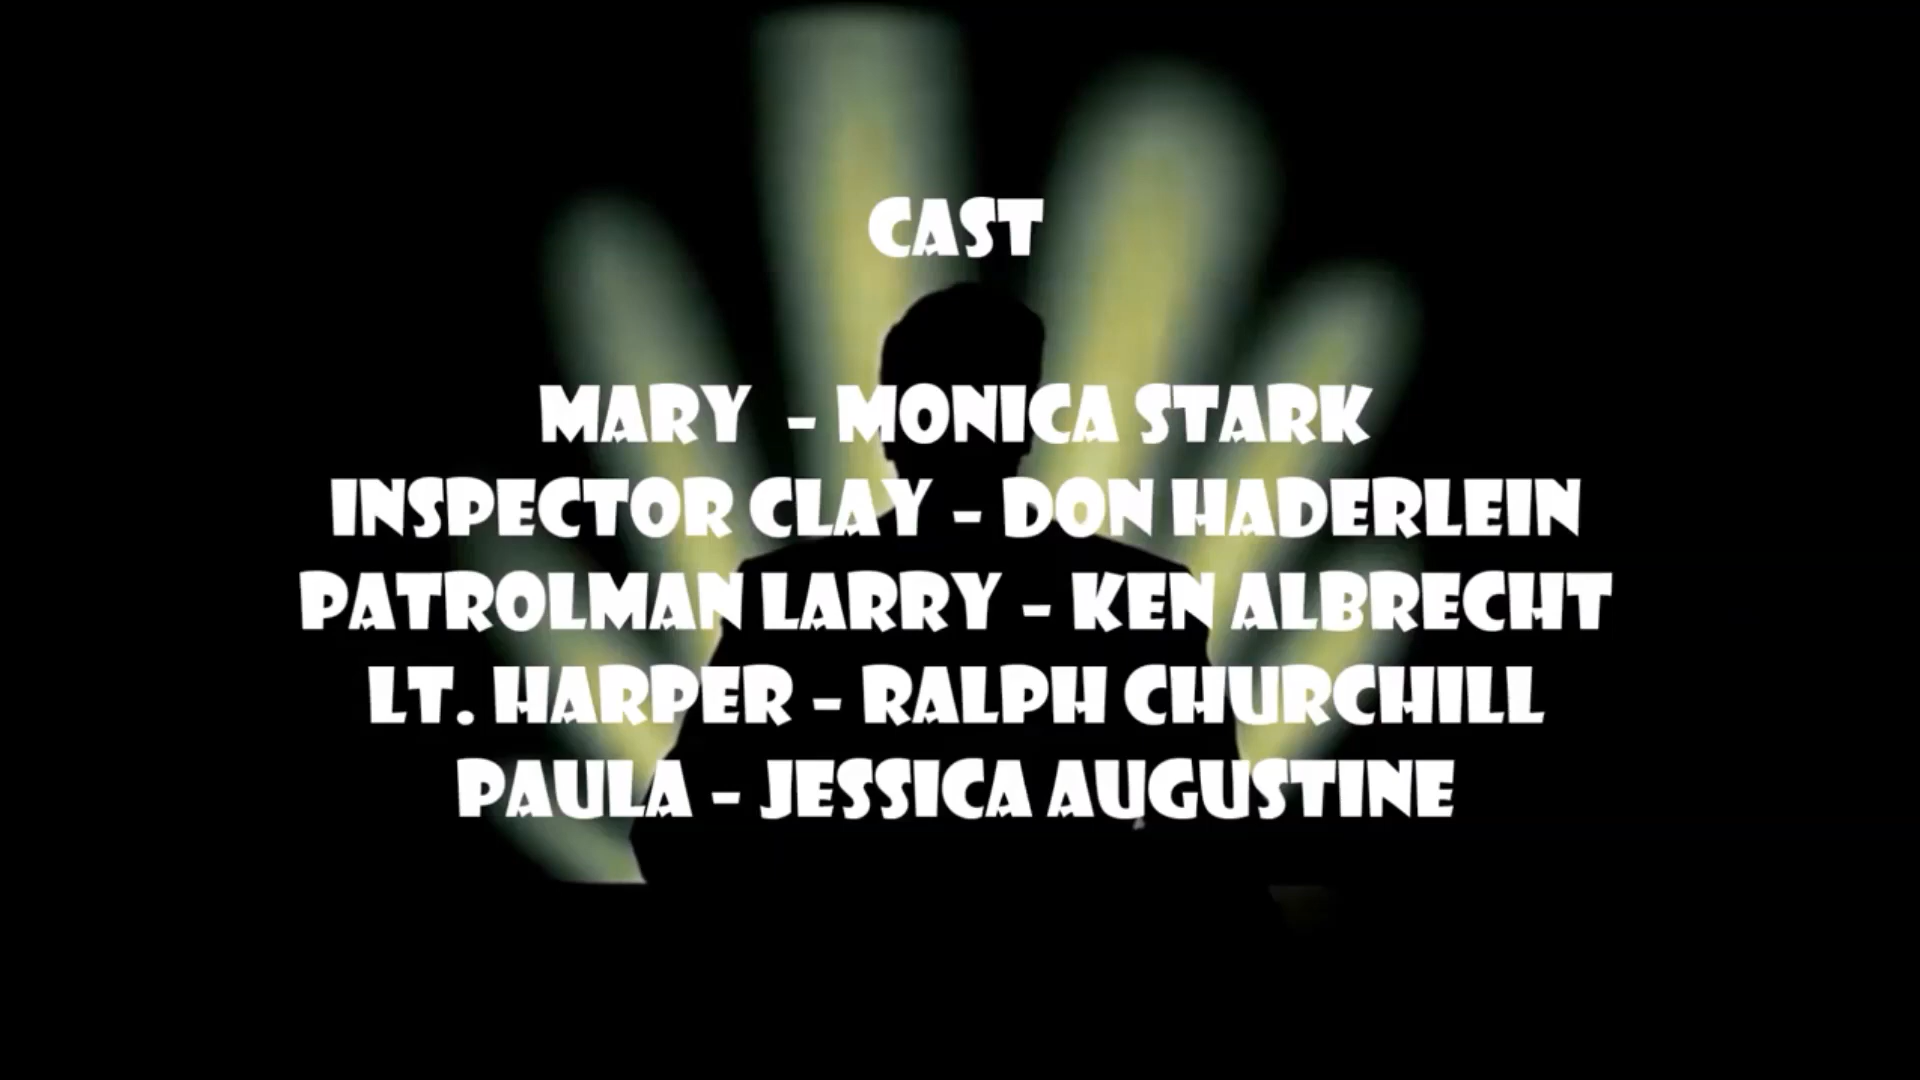 CAST
MARY - MONICA STARK
INSPECTOR CLAY - DON HADERLEIN
PATROLMAN LARRY - KEN ALBRECHT
LT. HARPER - RALPH CHURCHILL
PAULA - JESSICA AUGUSTINE